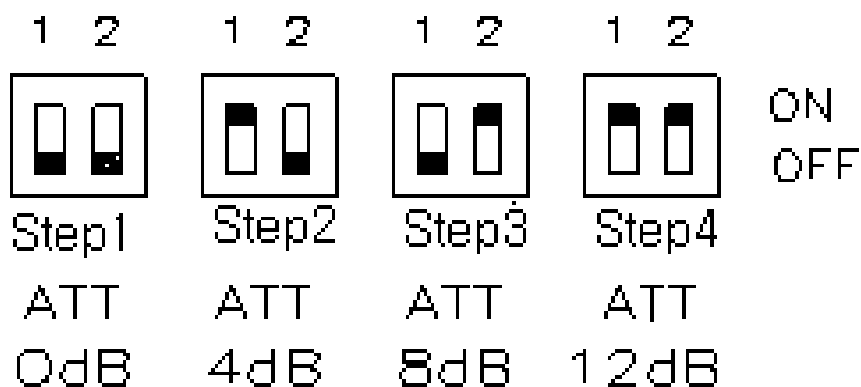 1 2 1 2 1 2 1 2
ON
OFF
Step1 Step2 Step3 Step4
ATT ATT ATT ATT
0dB 4dB 8dB 12dB